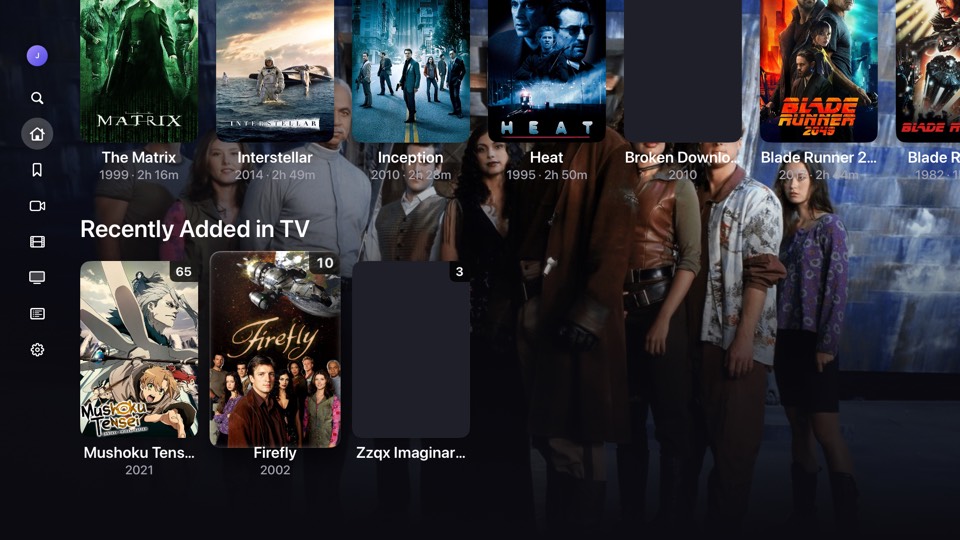 J
MATRIX
INTERSTELLAR
HEAT
BLADE
RUNNER
2049
The Matrix
Interstellar
Inception
Heat
Broken Downlo…
Blade Runner 2…
Blade R
1999 · 2h 16m
2014 · 2h 49m
2010 · 2h 28m
1995 · 2h 50m
2010
1982 · 1
Recently Added in TV
65
10
3
Firefly
Mushoku
Tensei
Mushoku Tens…
Firefly
Zzqx Imaginar…
2021
2002